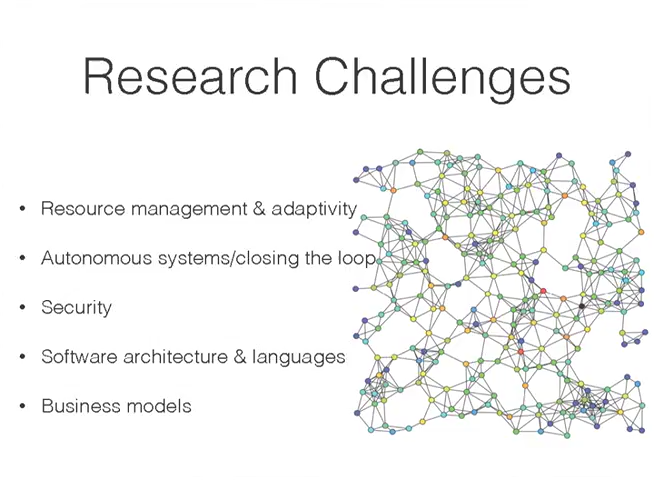 Research Challenges
• Resource management & adaptivity
• Autonomous systems/closing the loop
• Security
• Software architecture & languages
• Business models